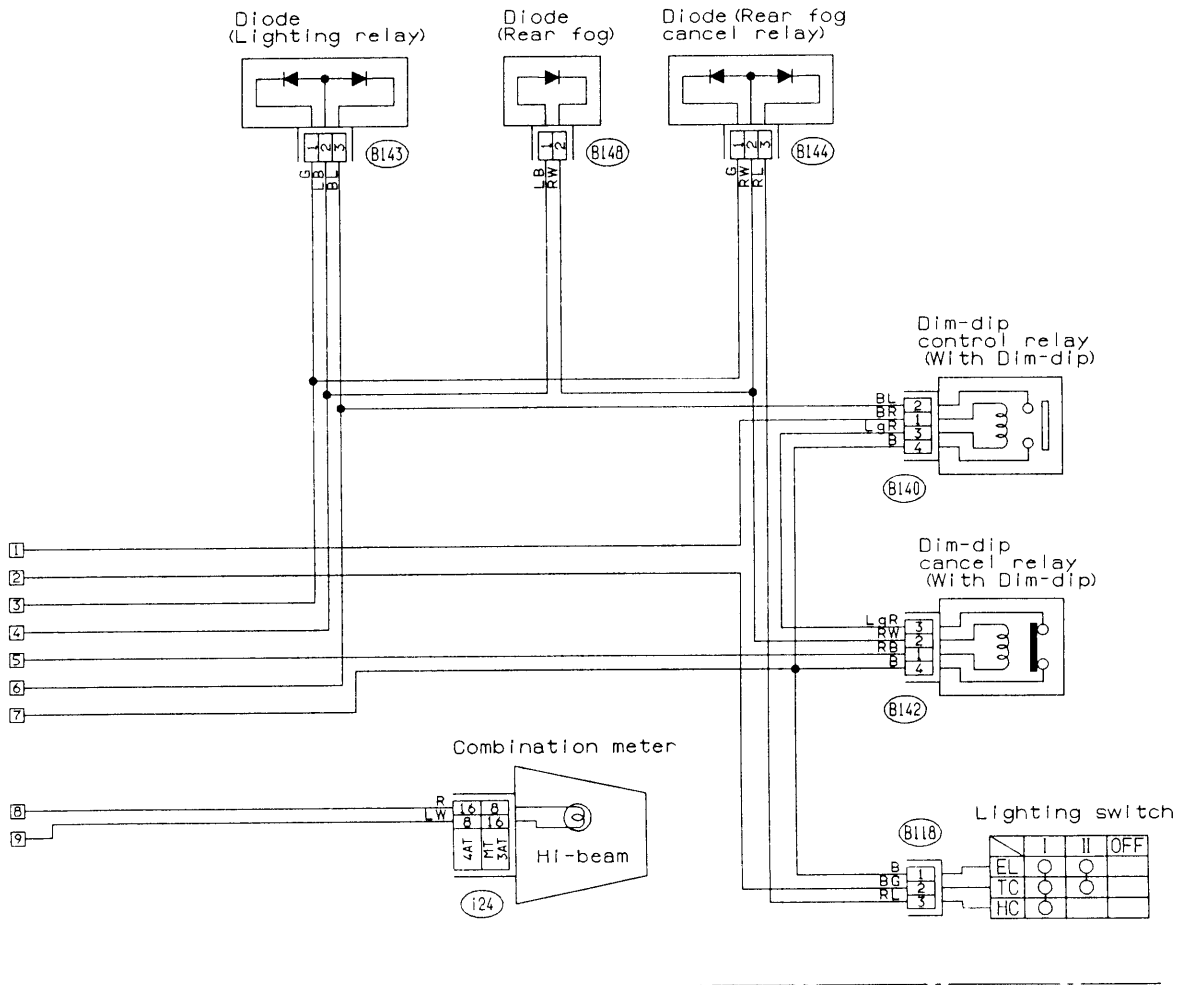 Diode
(Lighting relay)
Diode
(Rear fog)
Diode (Rear fog
cancel relay)
1 2 3
B143
G LB BL
1 2
B148
LB RW
1 2 3
B144
G RW RL
Dim-dip
control relay
(With Dim-dip)
BL 2
BR 1
LgR 3
B 4
B140
1
2
3
4
5
6
7
Dim-dip
cancel relay
(With Dim-dip)
LgR 3
RW 2
RB 1
B 4
B142
Combination meter
8
9
R 16 8
LW 8 16
4AT MT 3AT
Hi-beam
i24
Lighting switch
B118
B 1
BG 2
RL 3
I II OFF
EL
TC
HC